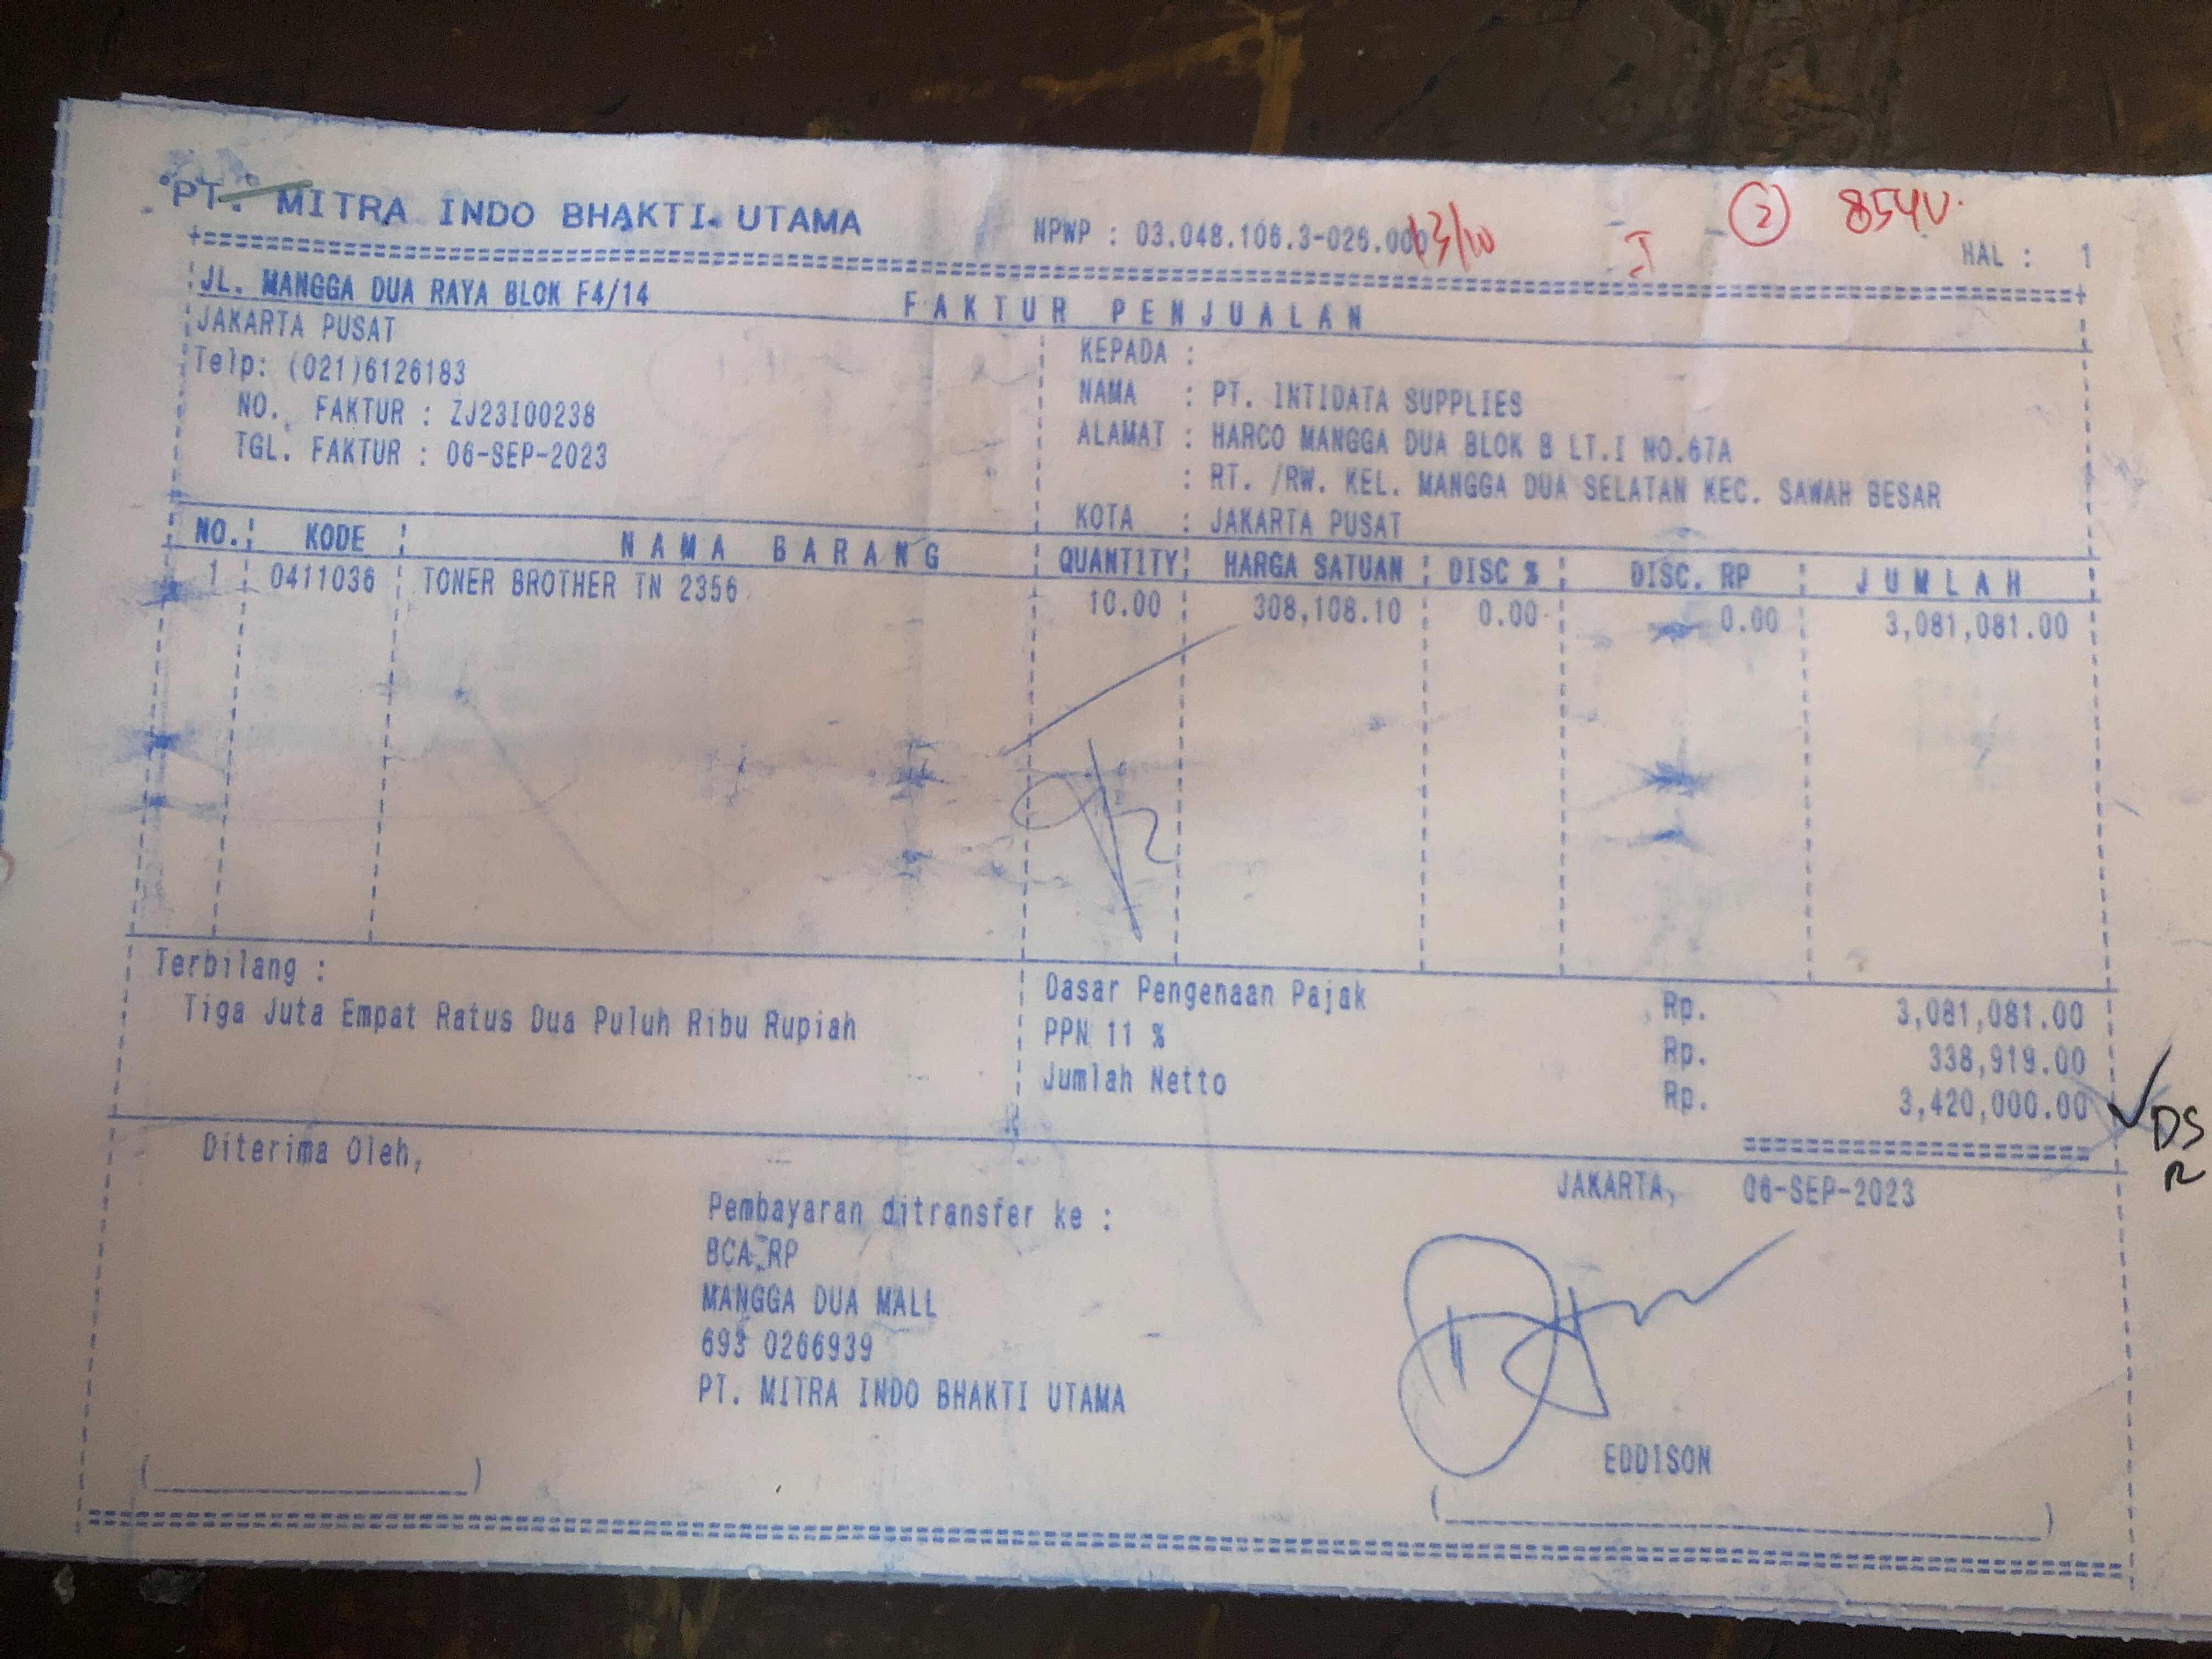 PT. MITRA INDO BHAKTI UTAMA
NPWP : 03.048.106.3-026.000
13/10
I
2
854V.
HAL : 1
JL. MANGGA DUA RAYA BLOK F4/14
FAKTUR PENJUALAN
JAKARTA PUSAT
Telp: (021)6126183
NO. FAKTUR : ZJ23I00238
TGL. FAKTUR : 06-SEP-2023
KEPADA :
NAMA : PT. INTIDATA SUPPLIES
ALAMAT : HARCO MANGGA DUA BLOK B LT.I NO.67A
: RT. /RW. KEL. MANGGA DUA SELATAN KEC. SAWAH BESAR
KOTA : JAKARTA PUSAT
NO. KODE NAMA BARANG QUANTITY HARGA SATUAN DISC % DISC. RP JUMLAH
1 0411036 TONER BROTHER TN 2356 10.00 308,108.10 0.00 0.00 3,081,081.00
Terbilang :
Tiga Juta Empat Ratus Dua Puluh Ribu Rupiah
Dasar Pengenaan Pajak Rp. 3,081,081.00
PPN 11 % Rp. 338,919.00
Jumlah Netto Rp. 3,420,000.00
DS
Diterima Oleh,
Pembayaran ditransfer ke :
BCA RP
MANGGA DUA MALL
693 0266939
PT. MITRA INDO BHAKTI UTAMA
JAKARTA, 06-SEP-2023
EDDISON